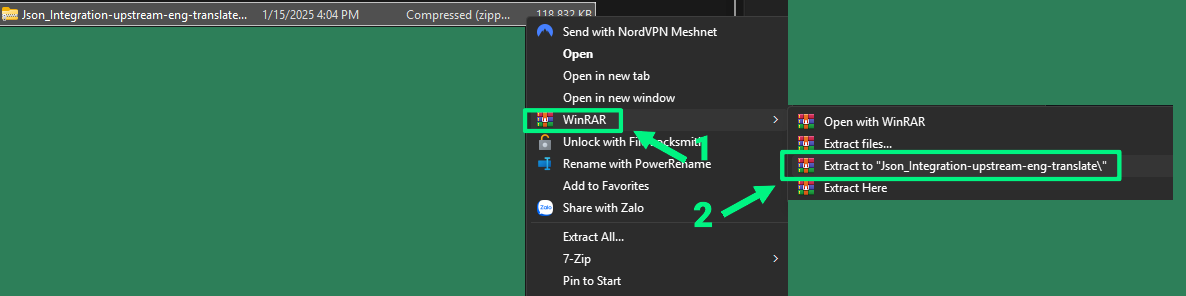 Json_Integration-upstream-eng-translate... 1/15/2025 4:04 PM Compressed (zipp... 118,832 KB
Send with NordVPN Meshnet
Open
Open in new tab
Open in new window
WinRAR
1
Unlock with File Locksmith
Rename with PowerRename
Add to Favorites
Share with Zalo
Extract All...
7-Zip
Pin to Start
Open with WinRAR
Extract files...
Extract to "Json_Integration-upstream-eng-translate\"
Extract Here
2